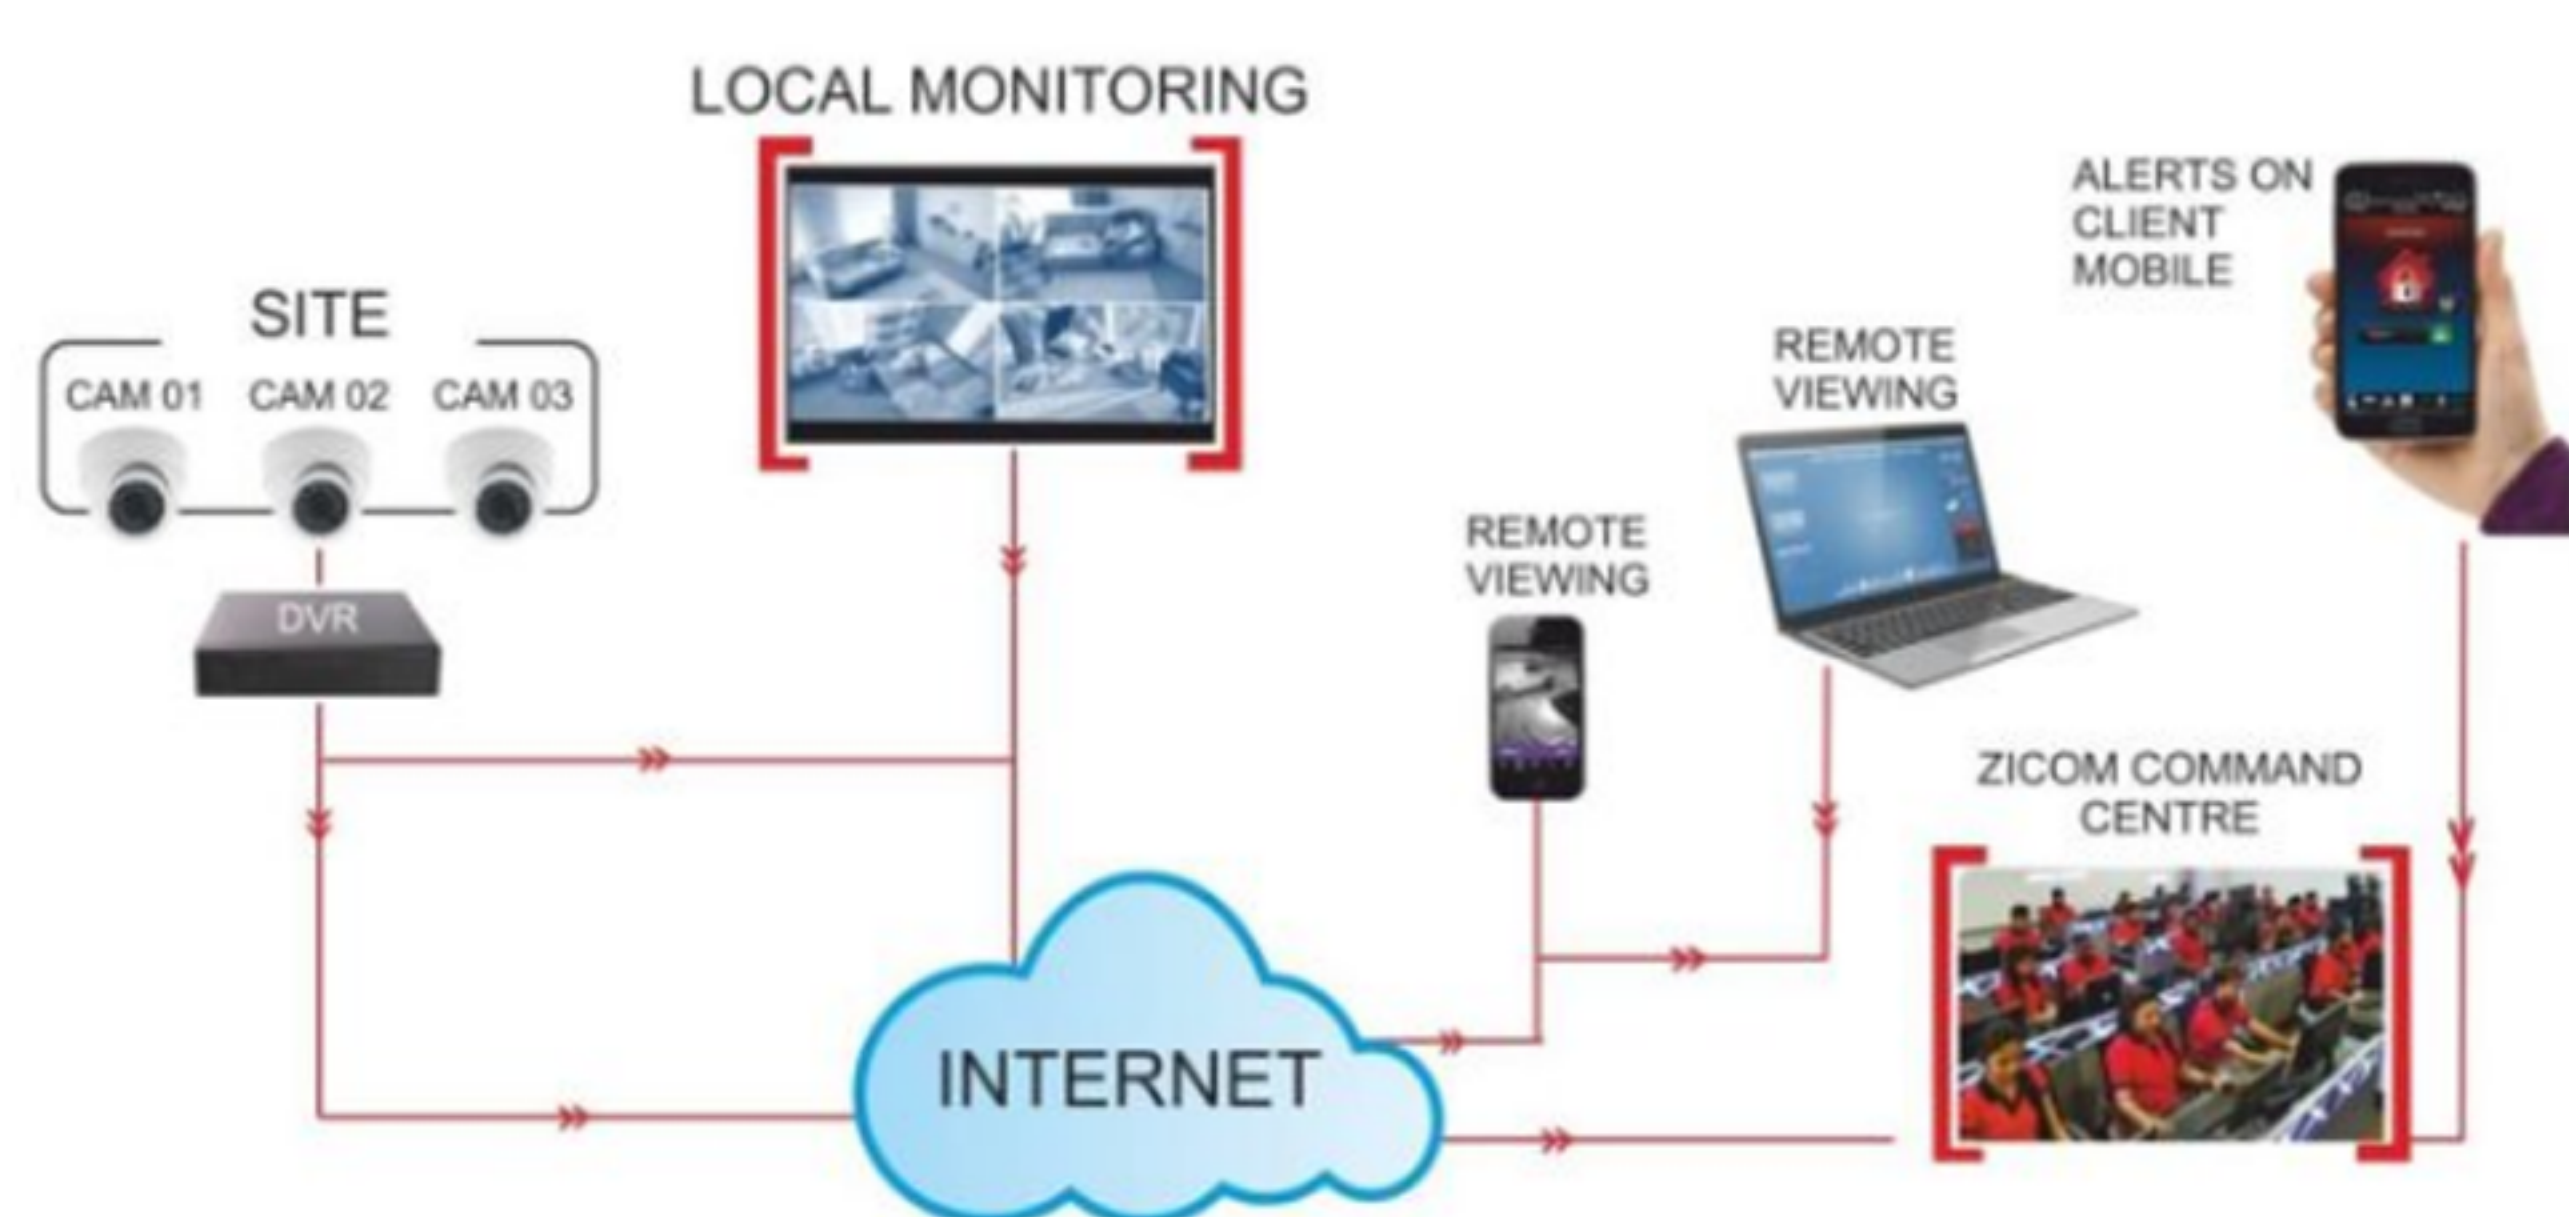 LOCAL MONITORING
SITE
CAM 01 CAM 02 CAM 03
DVR
ALERTS ON
CLIENT
MOBILE
REMOTE
VIEWING
REMOTE
VIEWING
ZICOM COMMAND
CENTRE
INTERNET